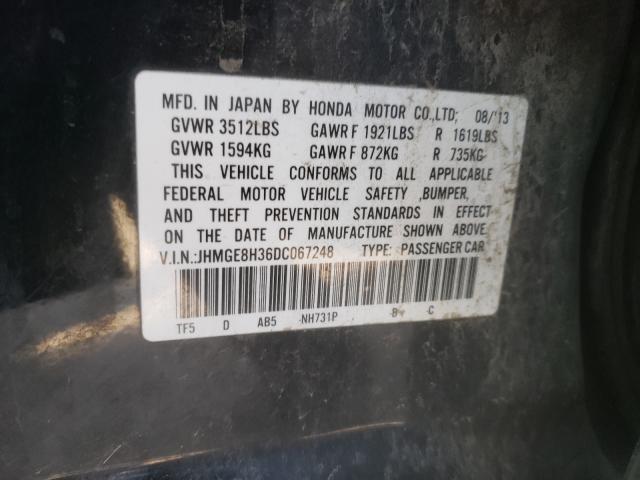 MFD. IN JAPAN BY HONDA MOTOR CO.,LTD; 08/'13
GVWR 3512LBS GAWR F 1921LBS R 1619LBS
GVWR 1594KG GAWR F 872KG R 735KG
THIS VEHICLE CONFORMS TO ALL APPLICABLE
FEDERAL MOTOR VEHICLE SAFETY ,BUMPER,
AND THEFT PREVENTION STANDARDS IN EFFECT
ON THE DATE OF MANUFACTURE SHOWN ABOVE.
V.I.N.:JHMGE8H36DC067248 TYPE: PASSENGER CAR
TF5 D AB5 -NH731P -B -C